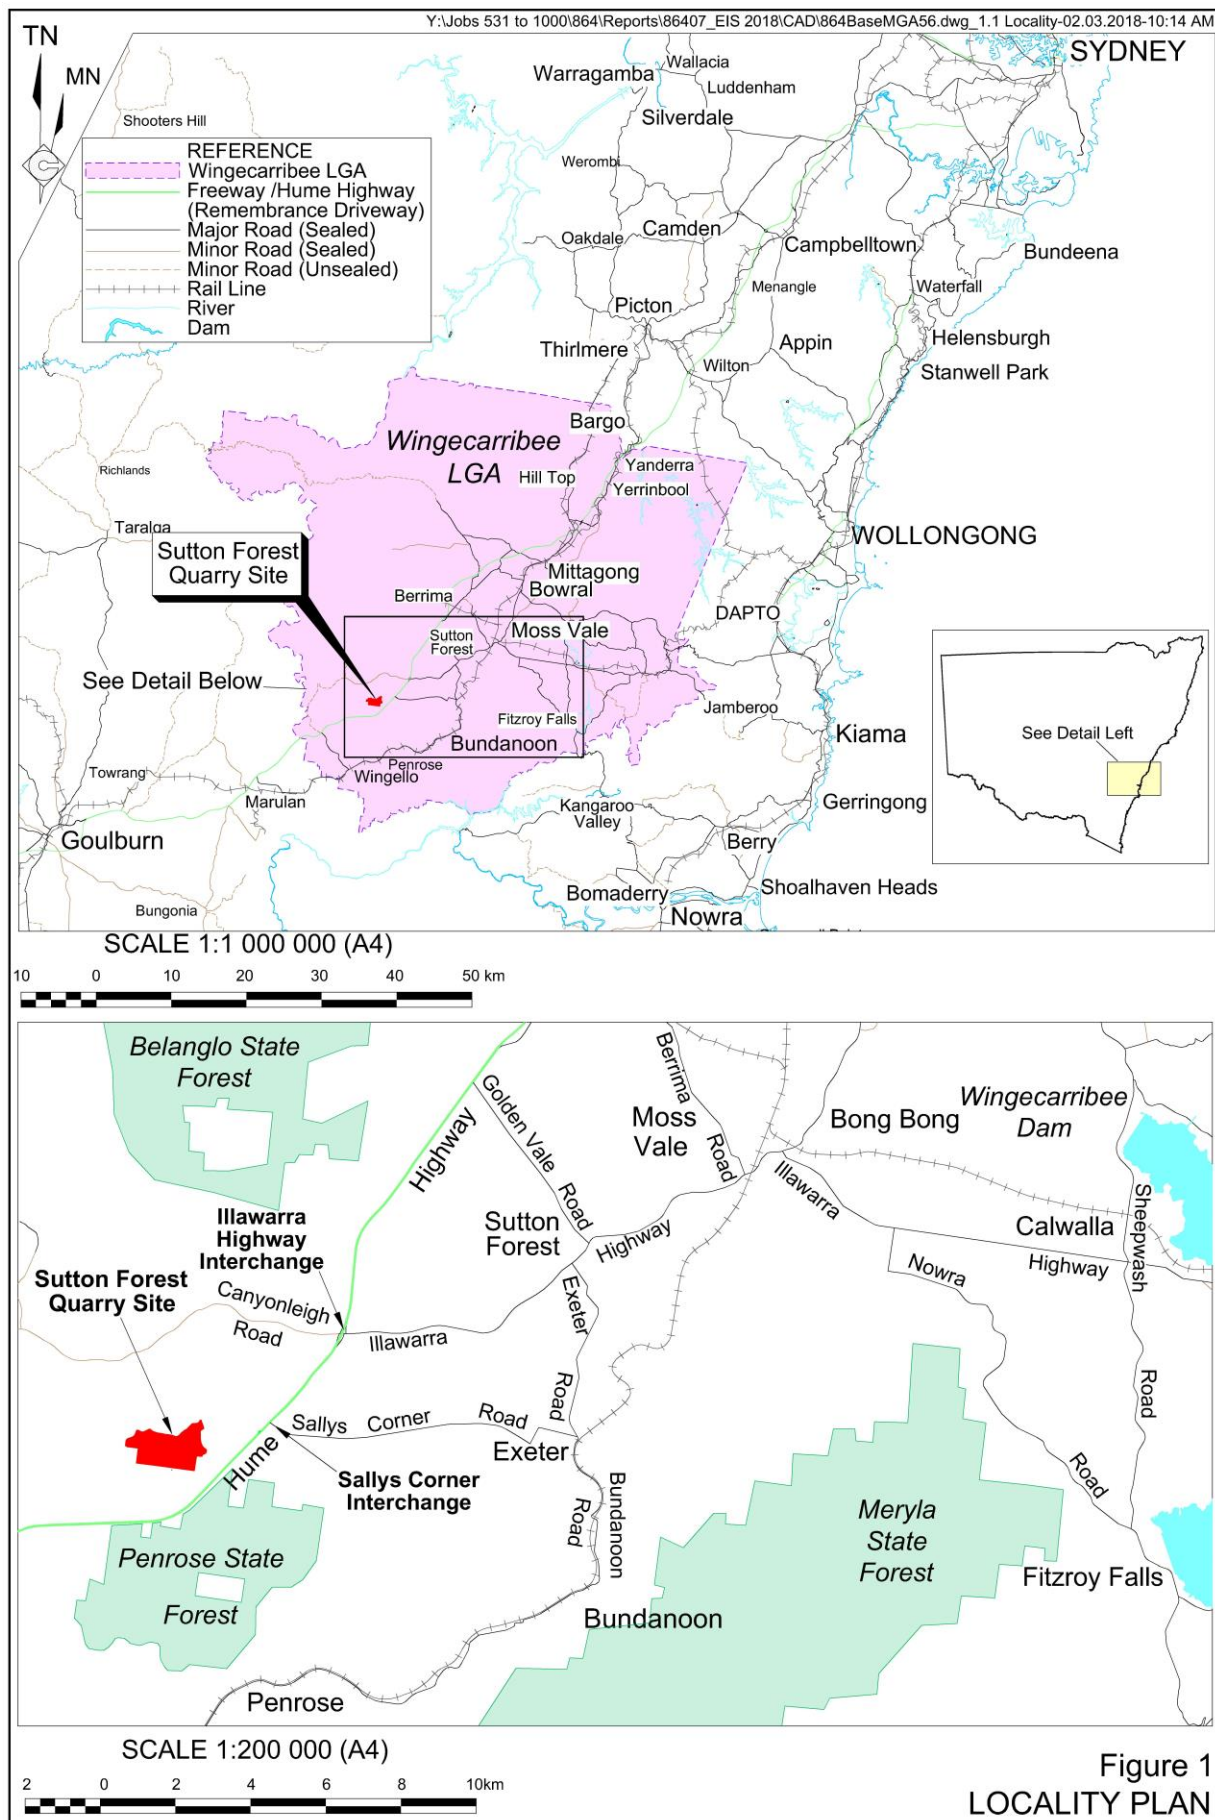 Y:\Jobs 531 to 1000\864\Reports\86407_EIS 2018\CAD\864BaseMGA56.dwg_1.1 Locality-02.03.2018-10:14 AM
TN
MN
SYDNEY
Wallacia
Warragamba
Luddenham
Silverdale
Shooters Hill
REFERENCE
Wingecarribee LGA
Freeway /Hume Highway
(Remembrance Driveway)
Major Road (Sealed)
Minor Road (Sealed)
Minor Road (Unsealed)
Rail Line
River
Dam
Werombi
Camden
Oakdale
Campbelltown
Bundeena
Menangle
Waterfall
Picton
Appin
Helensburgh
Thirlmere
Wilton
Stanwell Park
Bargo
Wingecarribee
LGA
Richlands
Hill Top
Yanderra
Yerrinbool
Taralga
WOLLONGONG
Sutton Forest
Quarry Site
Mittagong
Bowral
Berrima
DAPTO
Sutton
Forest
Moss Vale
See Detail Below
Jamberoo
Fitzroy Falls
Kiama
See Detail Left
Bundanoon
Penrose
Towrang
Wingello
Marulan
Kangaroo
Valley
Gerringong
Goulburn
Berry
Bomaderry
Shoalhaven Heads
Bungonia
Nowra
SCALE 1:1 000 000 (A4)
10 0 10 20 30 40 50 km
Belanglo State
Forest
Highway
Golden Vale Road
Berrima Road
Moss
Vale
Bong Bong
Wingecarribee
Dam
Illawarra
Highway
Interchange
Sutton
Forest
Highway
Illawarra
Calwalla
Sheepwash
Road
Sutton Forest
Quarry Site
Canyonleigh
Road
Illawarra
Exeter
Road
Nowra
Highway
Road
Hume
Sallys Corner Road
Exeter
Sallys Corner
Interchange
Bundanoon
Road
Meryla
State
Forest
Penrose State
Forest
Fitzroy Falls
Bundanoon
Penrose
SCALE 1:200 000 (A4)
2 0 2 4 6 8 10km
Figure 1
LOCALITY PLAN